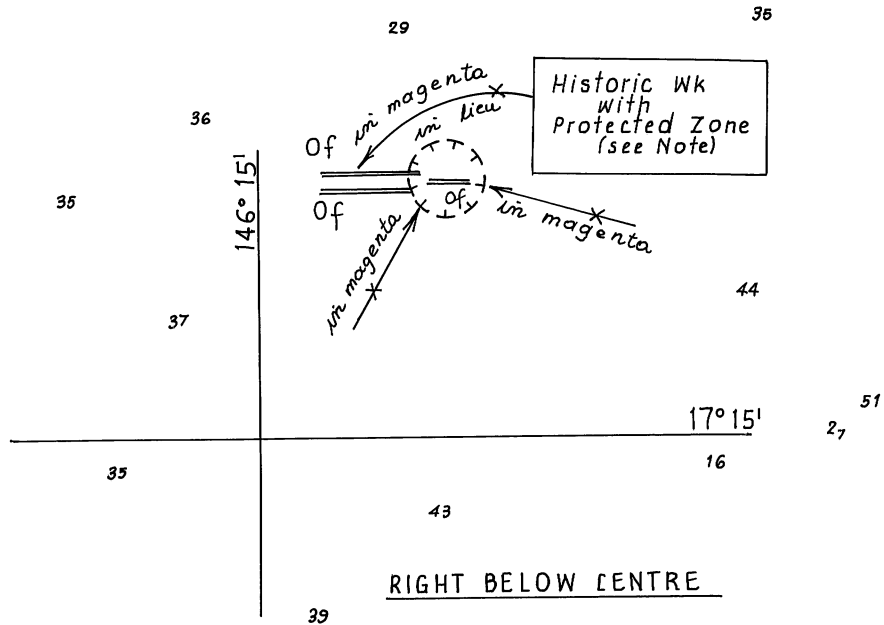 29
35
36
35
in magenta
in lieu
Historic Wk
with
Protected Zone
(see Note)
Of
Of
Of
146° 15'
in magenta
in magenta
37
44
17° 15'
51
27
16
35
43
RIGHT BELOW CENTRE
39